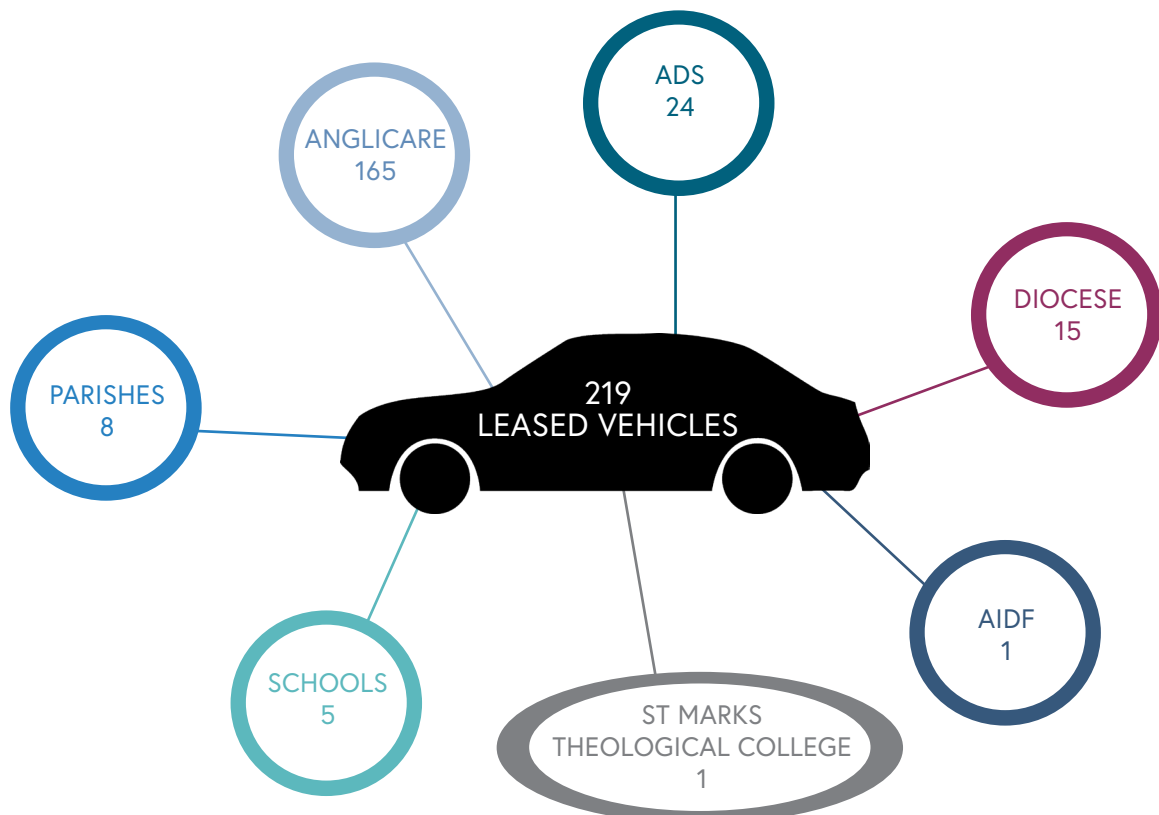 ADS
24
ANGLICARE
165
DIOCESE
15
PARISHES
8
219
LEASED VEHICLES
AIDF
1
SCHOOLS
5
ST MARKS
THEOLOGICAL COLLEGE
1